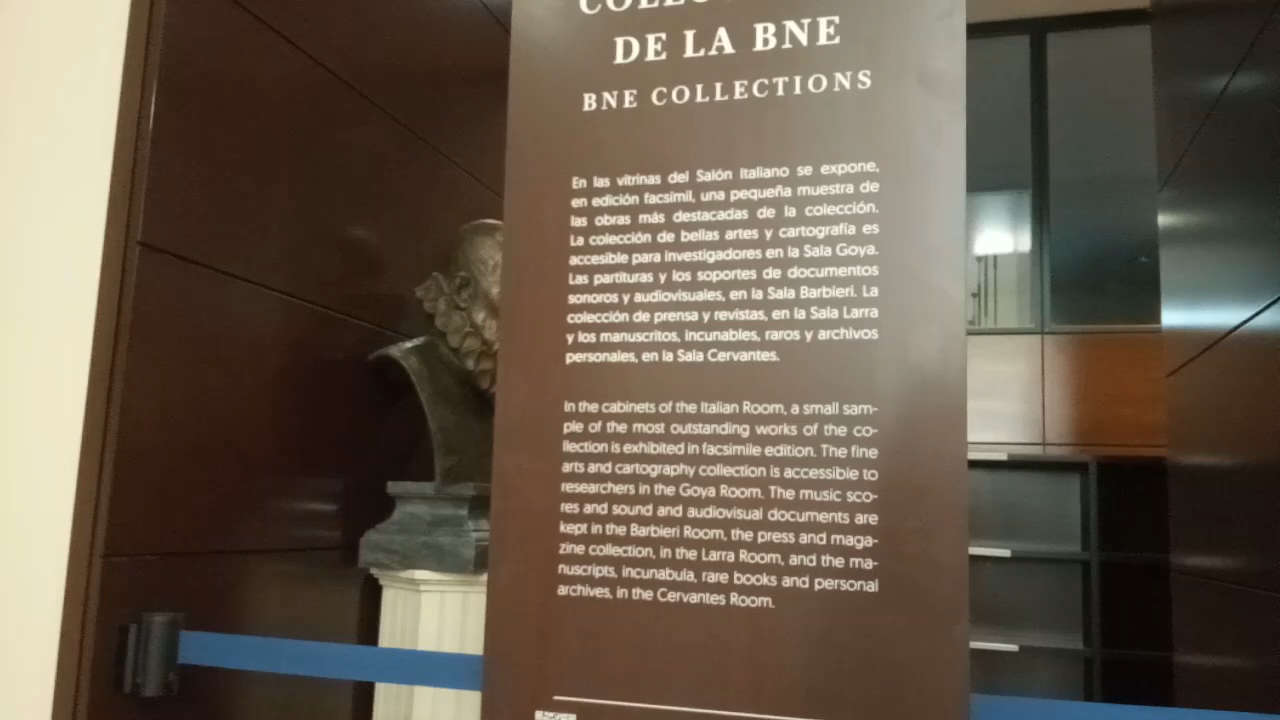 DE LA BNE
BNE COLLECTIONS
En las vitrinas del Salón Italiano se expone,
en edición facsímil, una pequeña muestra de
las obras más destacadas de la colección.
La colección de bellas artes y cartografía es
accesible para investigadores en la Sala Goya.
Las partituras y los soportes de documentos
sonoros y audiovisuales, en la Sala Barbieri. La
colección de prensa y revistas, en la Sala Larra
y los manuscritos, incunables, raros y archivos
personales, en la Sala Cervantes.
In the cabinets of the Italian Room, a small sam-
ple of the most outstanding works of the co-
llection is exhibited in facsimile edition. The fine
arts and cartography collection is accessible to
researchers in the Goya Room. The music sco-
res and sound and audiovisual documents are
kept in the Barbieri Room, the press and maga-
zine collection, in the Larra Room, and the ma-
nuscripts, incunabula, rare books and personal
archives, in the Cervantes Room.